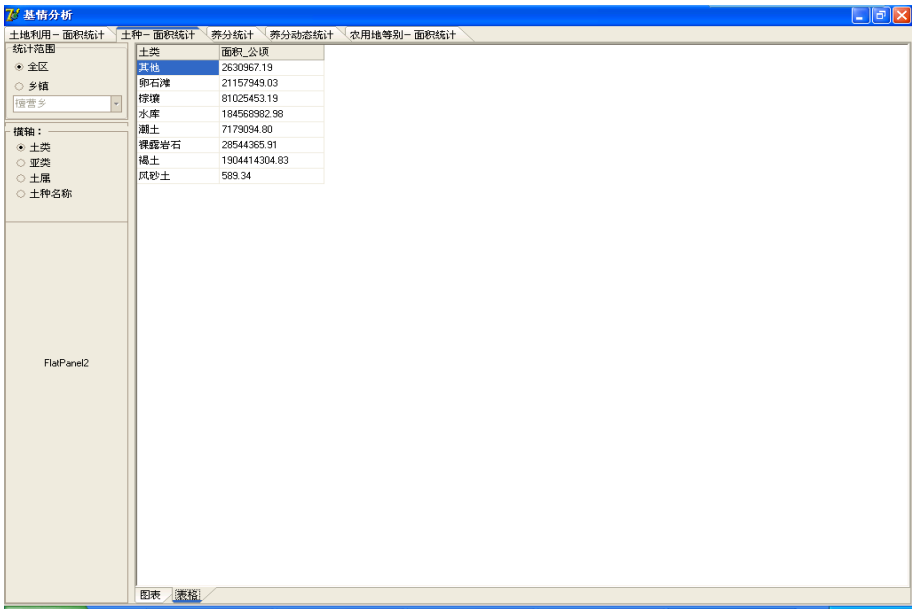 基情分析
土地利用－面积统计 土种－面积统计 养分统计 养分动态统计 农用地等别－面积统计
统计范围
全区
乡镇
檀营乡
横轴：
土类
亚类
土属
土种名称
FlatPanel2
土类 面积_公顷
其他 2630967.19
卵石滩 21157949.03
棕壤 81025453.19
水库 184568982.98
潮土 7179094.80
裸露岩石 28544365.91
褐土 1904414304.83
风砂土 589.34
图表 表格